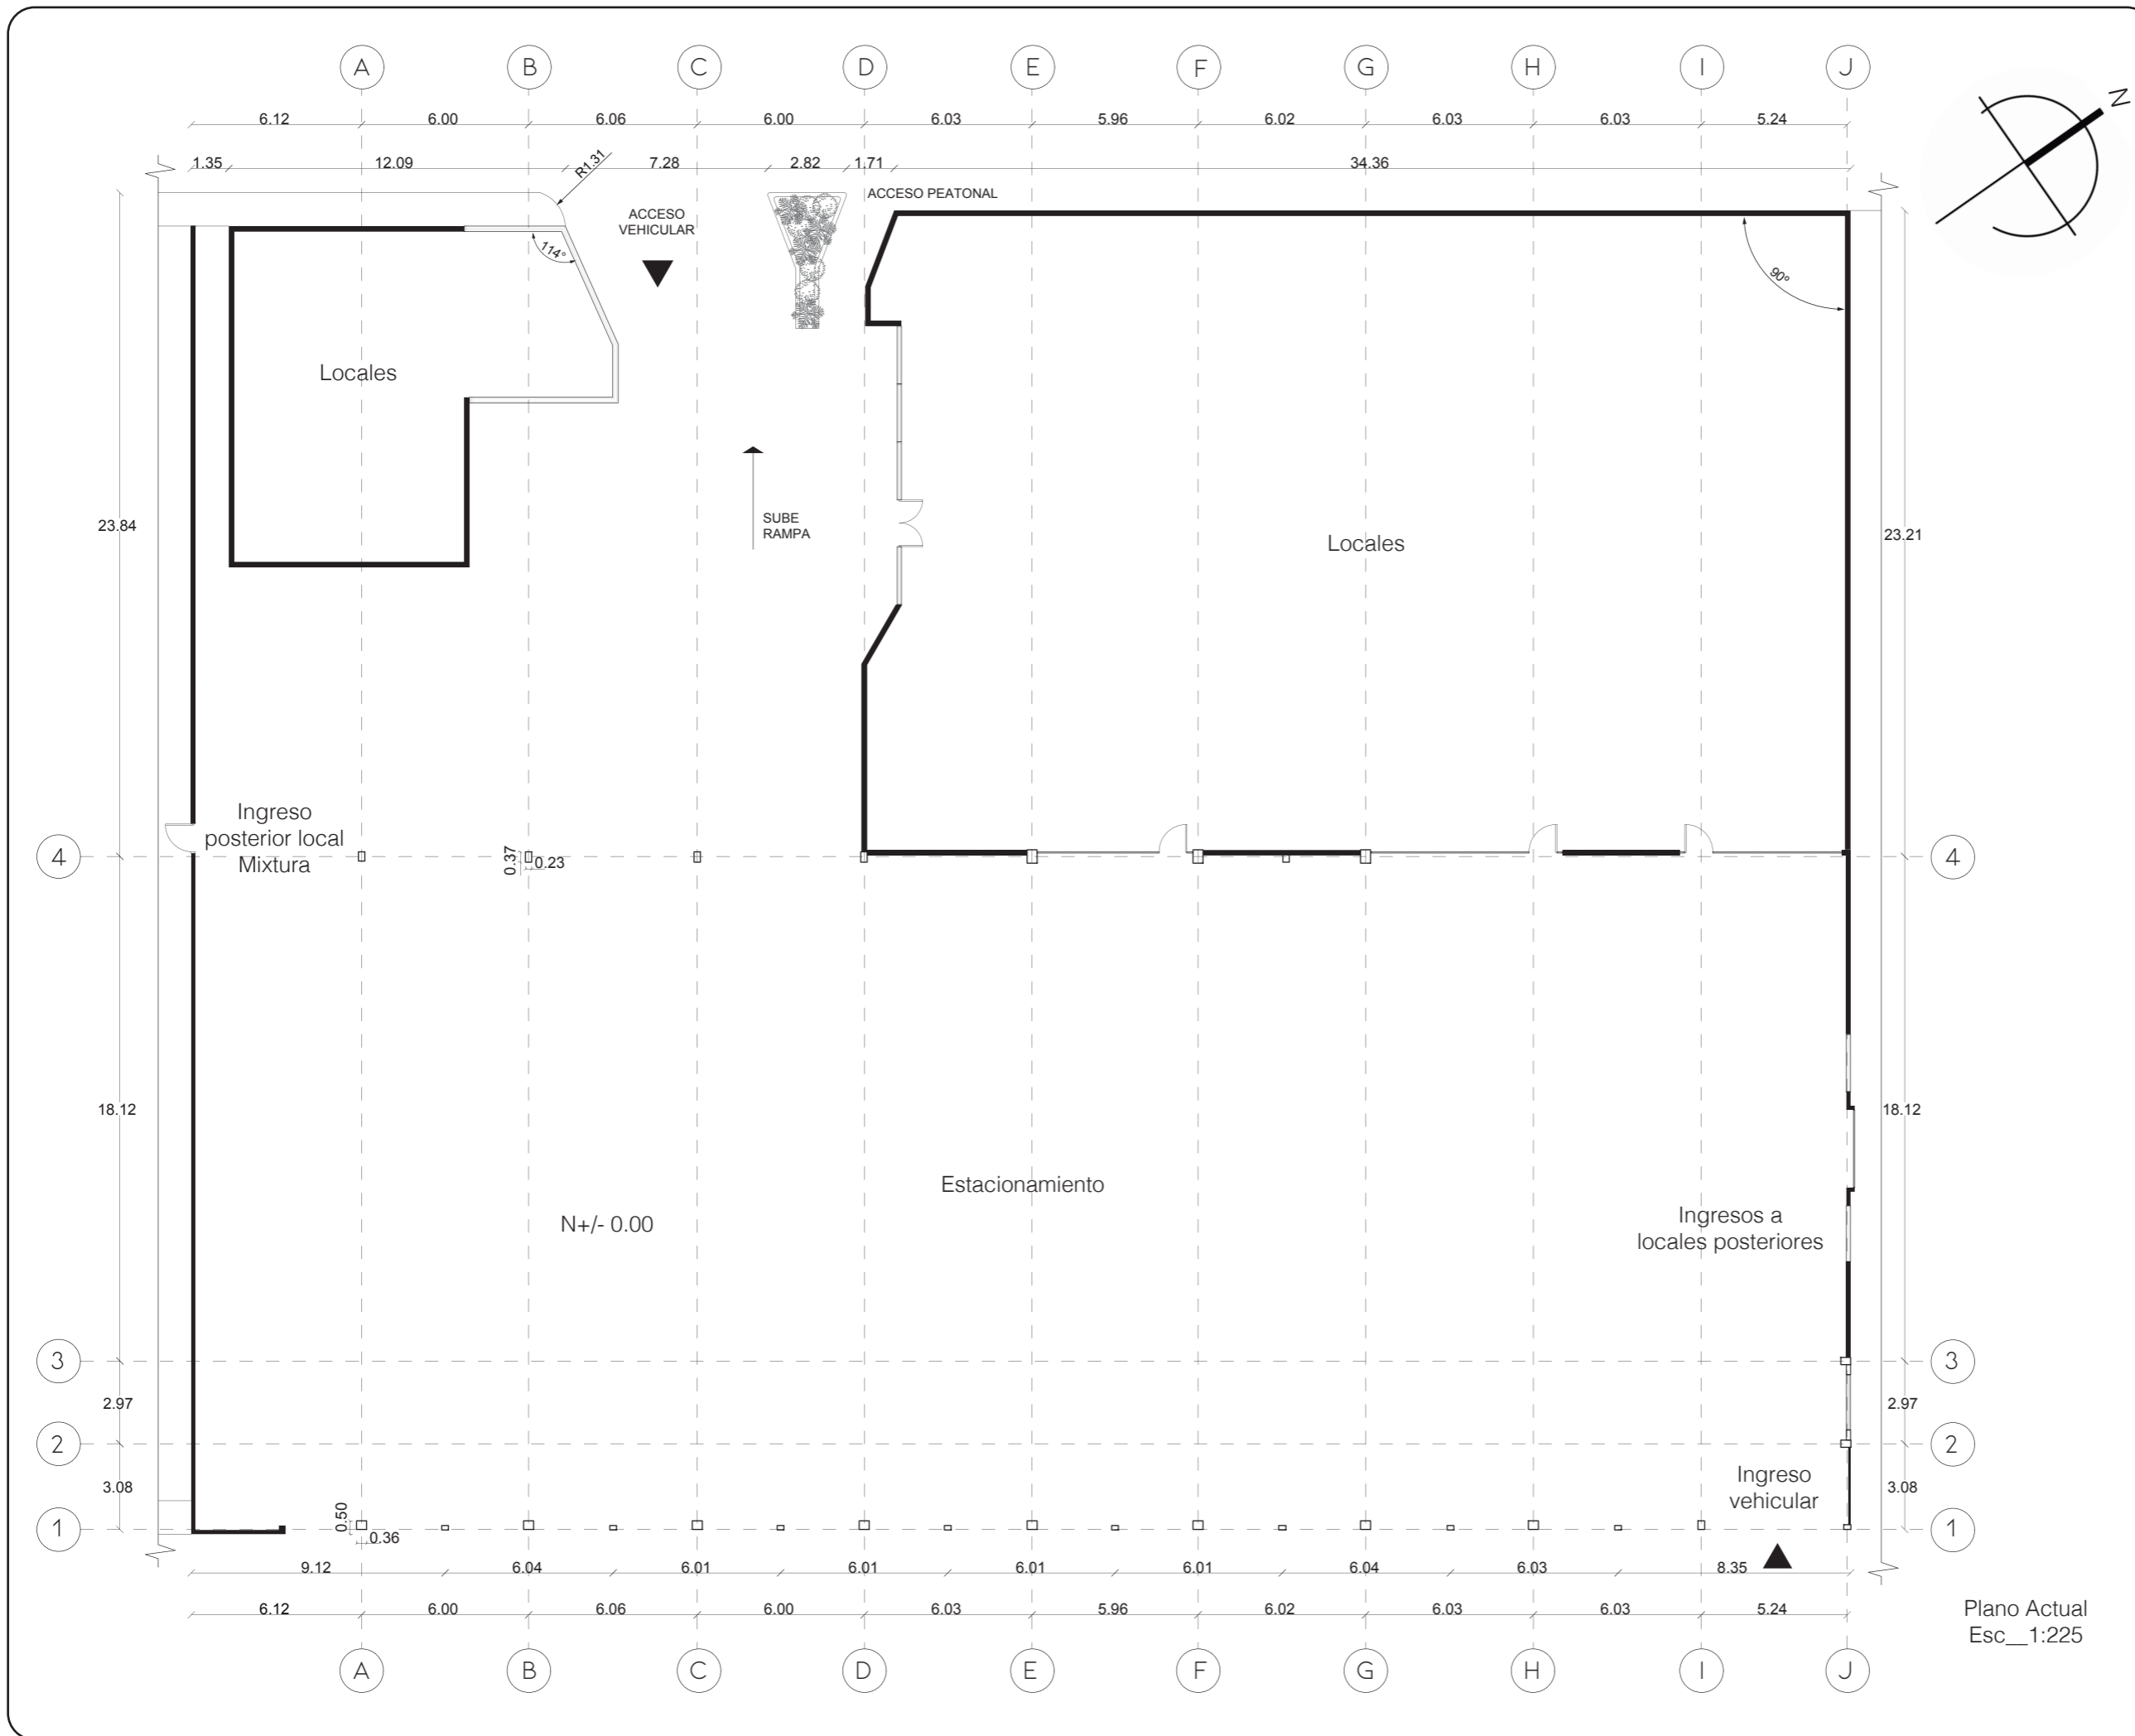 A B C D E F G H I J
N
6.12 6.00 6.06 6.00 6.03 5.96 6.02 6.03 6.03 5.24
1.35 12.09 R1.31 7.28 2.82 1.71 34.36
ACCESO PEATONAL
ACCESO
VEHICULAR
114°
90°
Locales
23.84
SUBE
RAMPA
Locales
23.21
Ingreso
posterior local
Mixtura
4
0.37
0.23
4
18.12
18.12
Estacionamiento
N+/- 0.00
Ingresos a
locales posteriores
3
3
2.97
2.97
2
2
3.08
Ingreso
vehicular
3.08
1
0.50
0.36
1
9.12 6.04 6.01 6.01 6.01 6.01 6.04 6.03 8.35
6.12 6.00 6.06 6.00 6.03 5.96 6.02 6.03 6.03 5.24
Plano Actual
Esc__1:225
A B C D E F G H I J